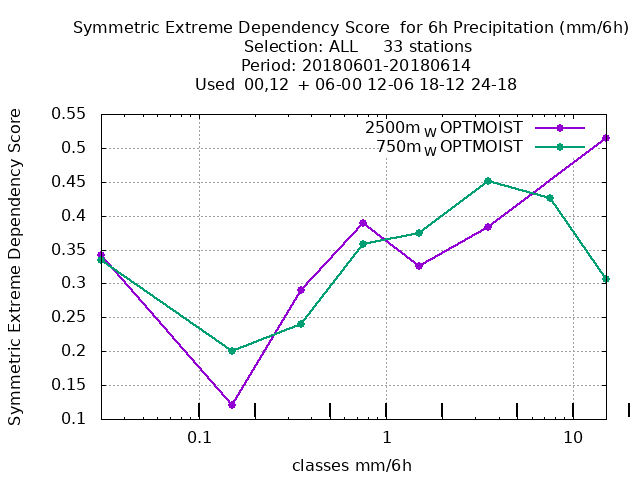 Symmetric Extreme Dependency Score for 6h Precipitation (mm/6h)
Selection: ALL 33 stations
Period: 20180601-20180614
Used 00,12 + 06-00 12-06 18-12 24-18
2500m W OPTMOIST
750m W OPTMOIST
Symmetric Extreme Dependency Score
0.55
0.5
0.45
0.4
0.35
0.3
0.25
0.2
0.15
0.1
0.1 1 10
classes mm/6h